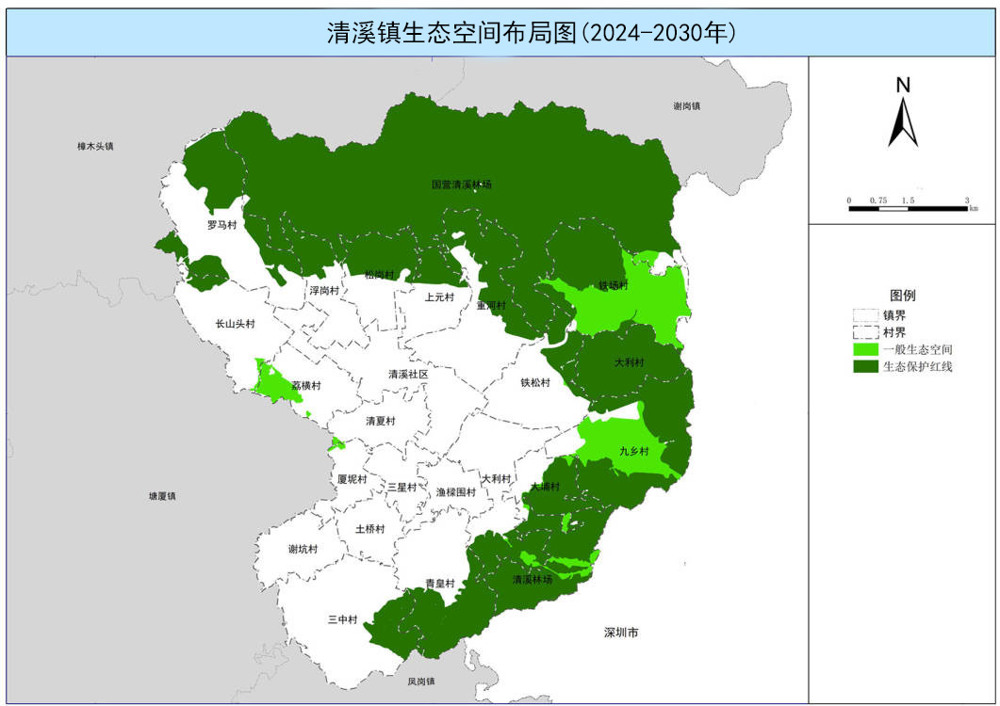 清溪镇生态空间布局图(2024-2030年)
N
谢岗镇
樟木头镇
国营清溪林场
0 0.75 1.5 3
km
罗马村
松岗村
铁场村
浮岗村
上元村
重河村
图例
镇界
村界
一般生态空间
生态保护红线
长山头村
大利村
清溪社区
荔横村
铁松村
清夏村
九乡村
厦坭村
三星村
渔樑围村
大利村
大埔村
塘厦镇
土桥村
谢坑村
青皇村
清溪林场
三中村
深圳市
凤岗镇